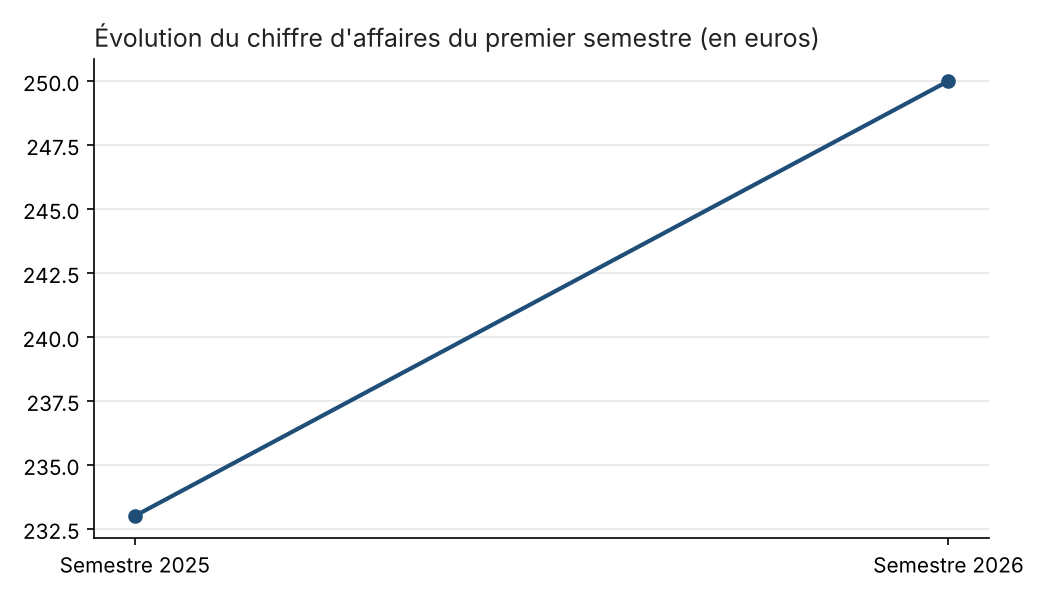 Évolution du chiffre d'affaires du premier semestre (en euros)
250.0
247.5
245.0
242.5
240.0
237.5
235.0
232.5
Semestre 2025
Semestre 2026